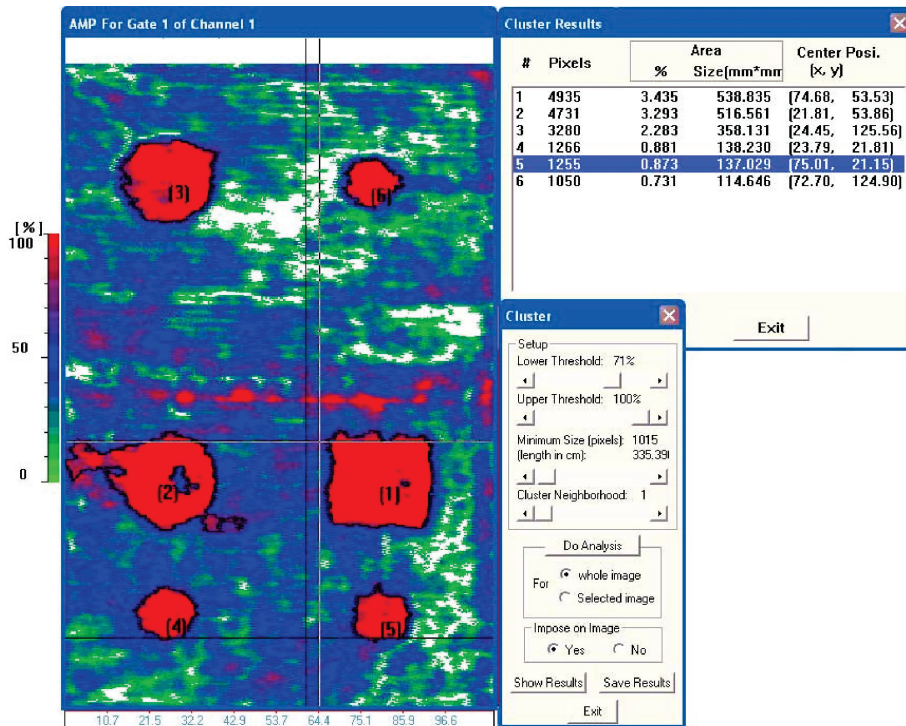 AMP For Gate 1 of Channel 1
[%]
100
50
0
(3)
(6)
(2)
(1)
(4)
(5)
10.7 21.5 32.2 42.9 53.7 64.4 75.1 85.9 96.6
Cluster Results
# Pixels Area Center Posi.
% Size(mm*mm (x, y)
1 4935 3.435 538.835 (74.68, 53.53)
2 4731 3.293 516.561 (21.81, 53.86)
3 3280 2.283 358.131 (24.45, 125.56)
4 1266 0.881 138.230 (23.79, 21.81)
5 1255 0.873 137.029 (75.01, 21.15)
6 1050 0.731 114.646 (72.70, 124.90)
Exit
Cluster
Setup
Lower Threshold: 71%
Upper Threshold: 100%
Minimum Size (pixels): 1015
(length in cm): 335.39
Cluster Neighborhood: 1
Do Analysis
For whole image
Selected image
Impose on Image
Yes No
Show Results Save Results
Exit